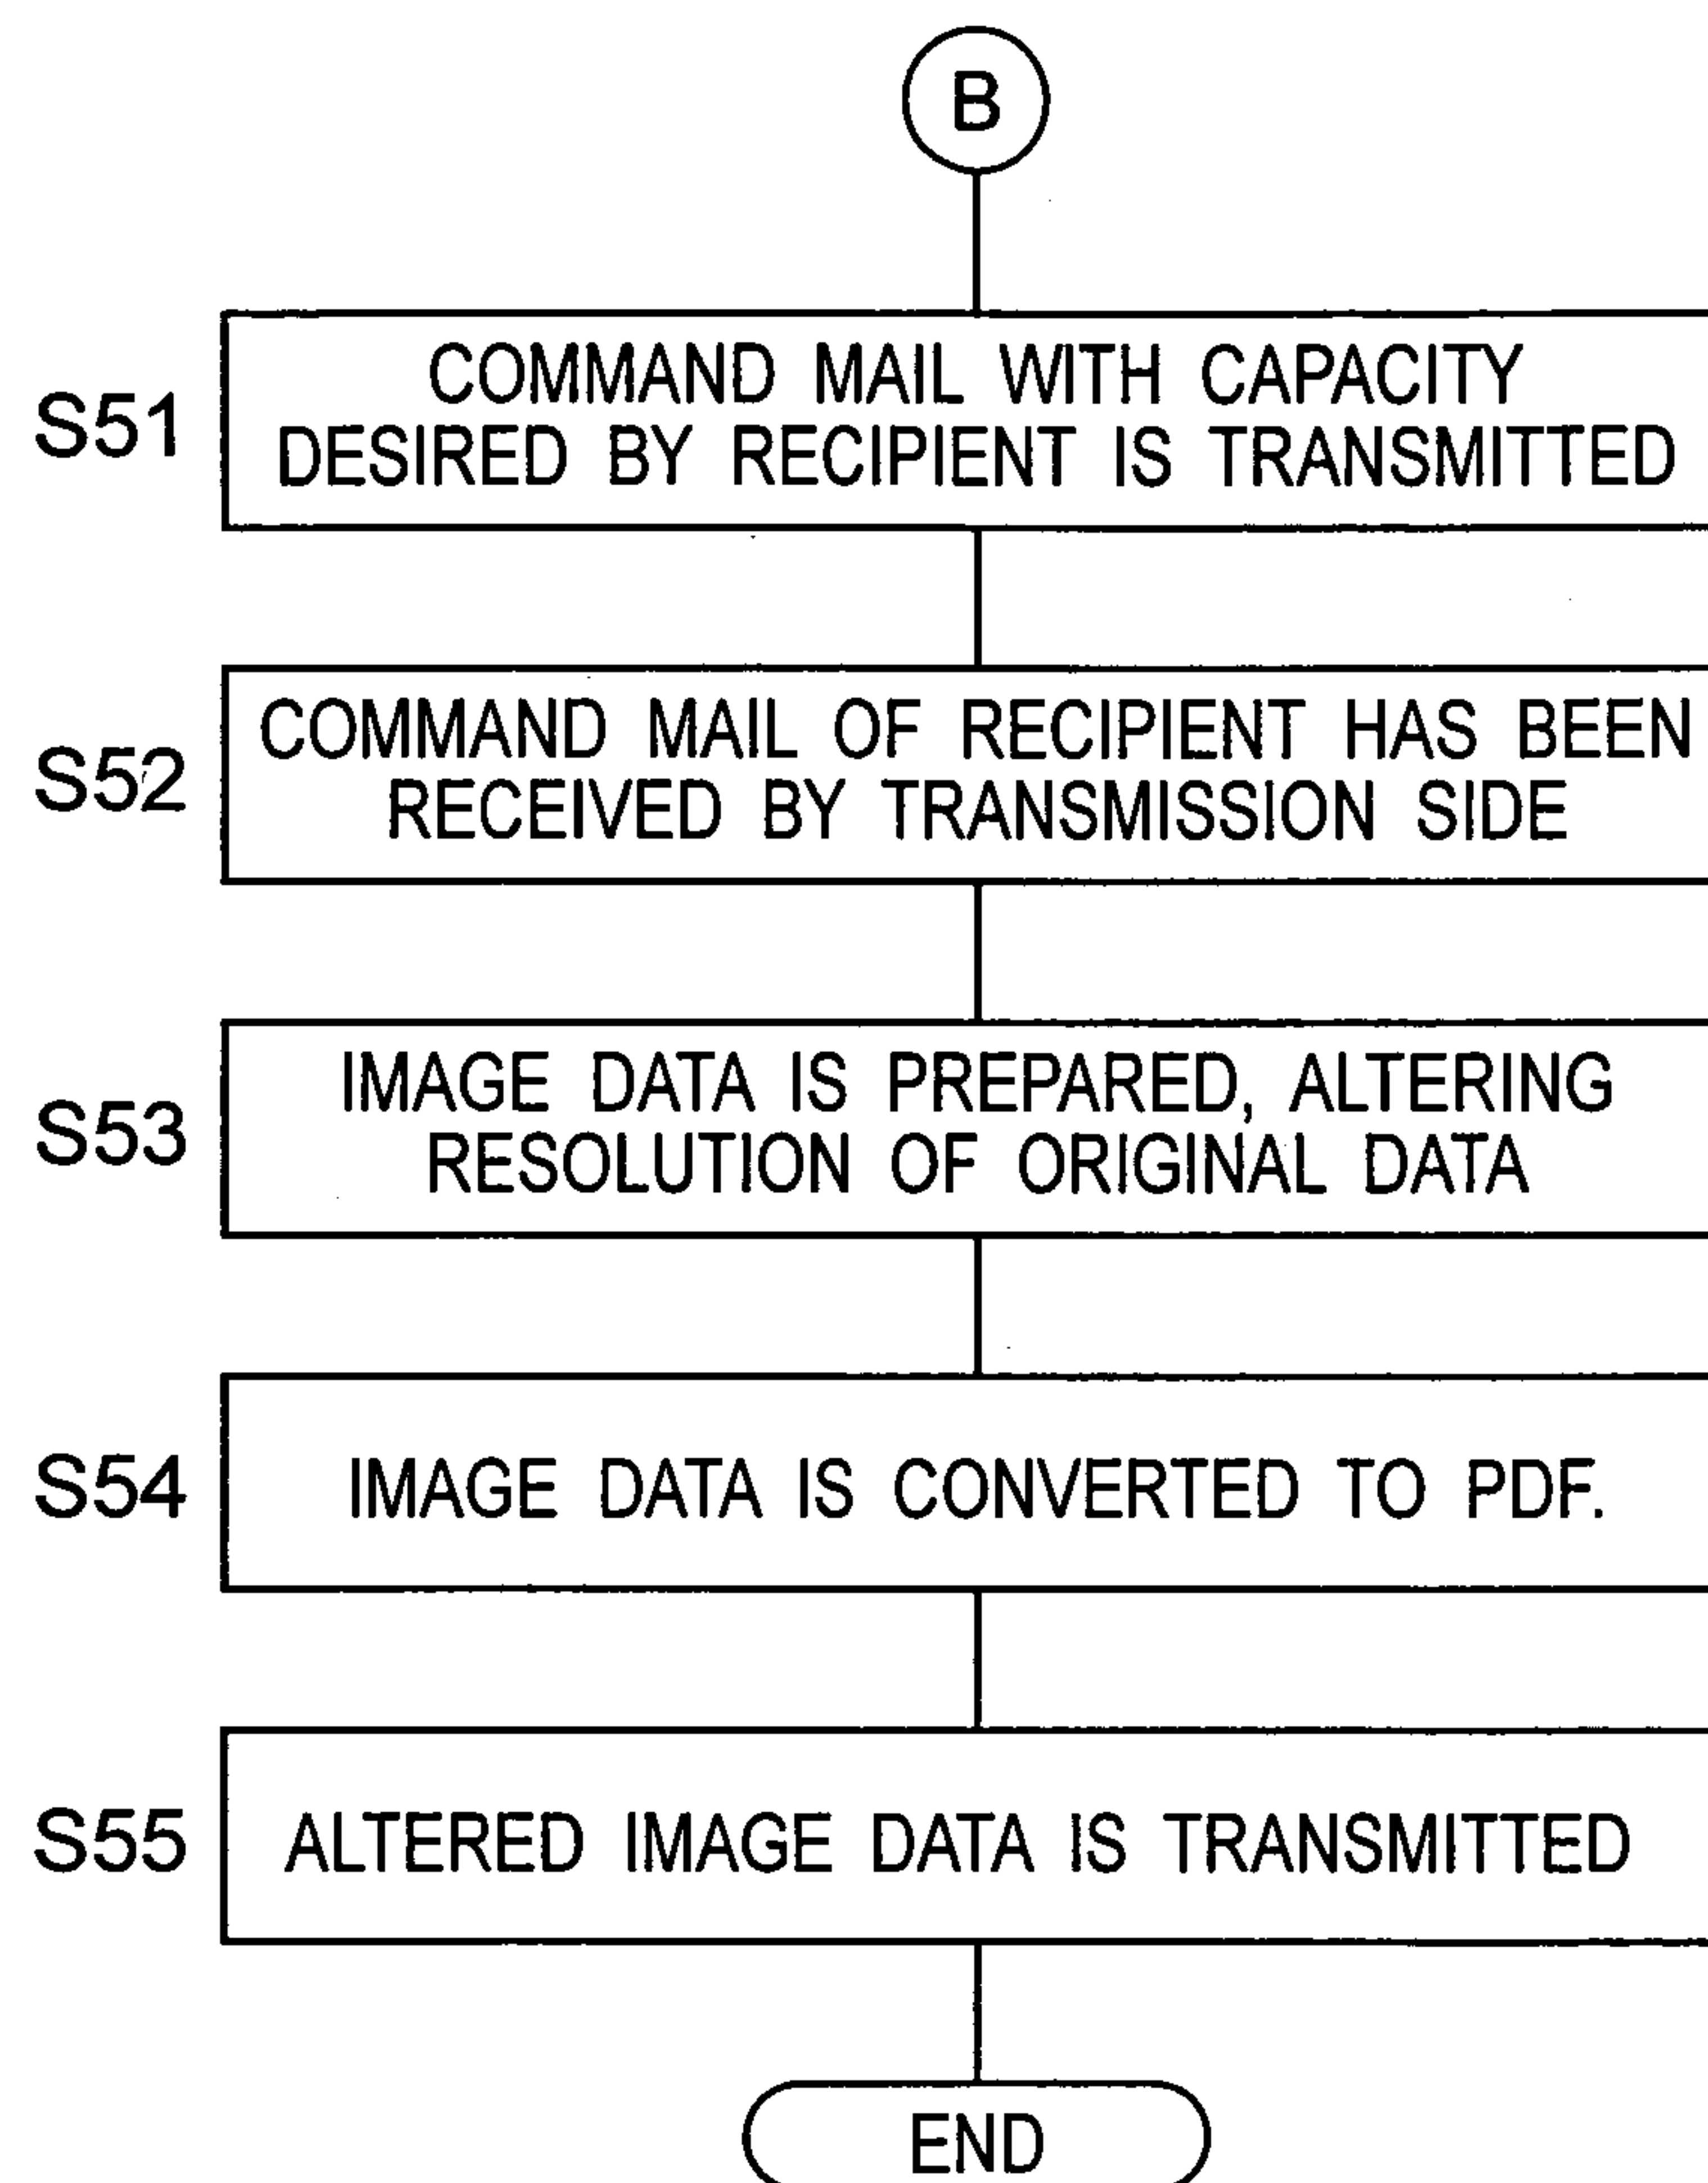 B
S51
COMMAND MAIL WITH CAPACITY
DESIRED BY RECIPIENT IS TRANSMITTED
S52
COMMAND MAIL OF RECIPIENT HAS BEEN
RECEIVED BY TRANSMISSION SIDE
S53
IMAGE DATA IS PREPARED, ALTERING
RESOLUTION OF ORIGINAL DATA
S54
IMAGE DATA IS CONVERTED TO PDF.
S55
ALTERED IMAGE DATA IS TRANSMITTED
END